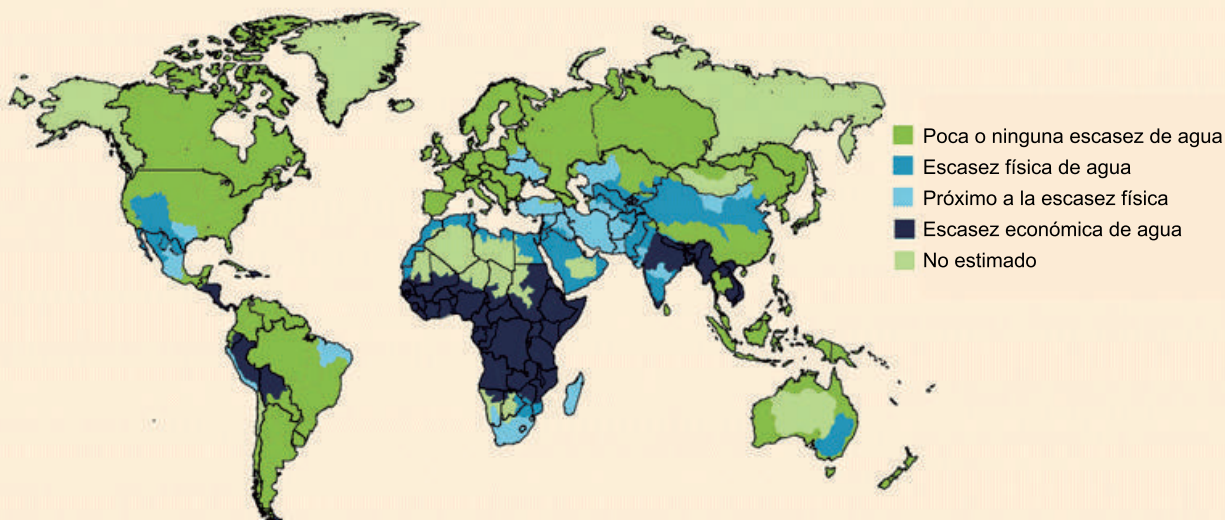 Poca o ninguna escasez de agua
Escasez física de agua
Próximo a la escasez física
Escasez económica de agua
No estimado